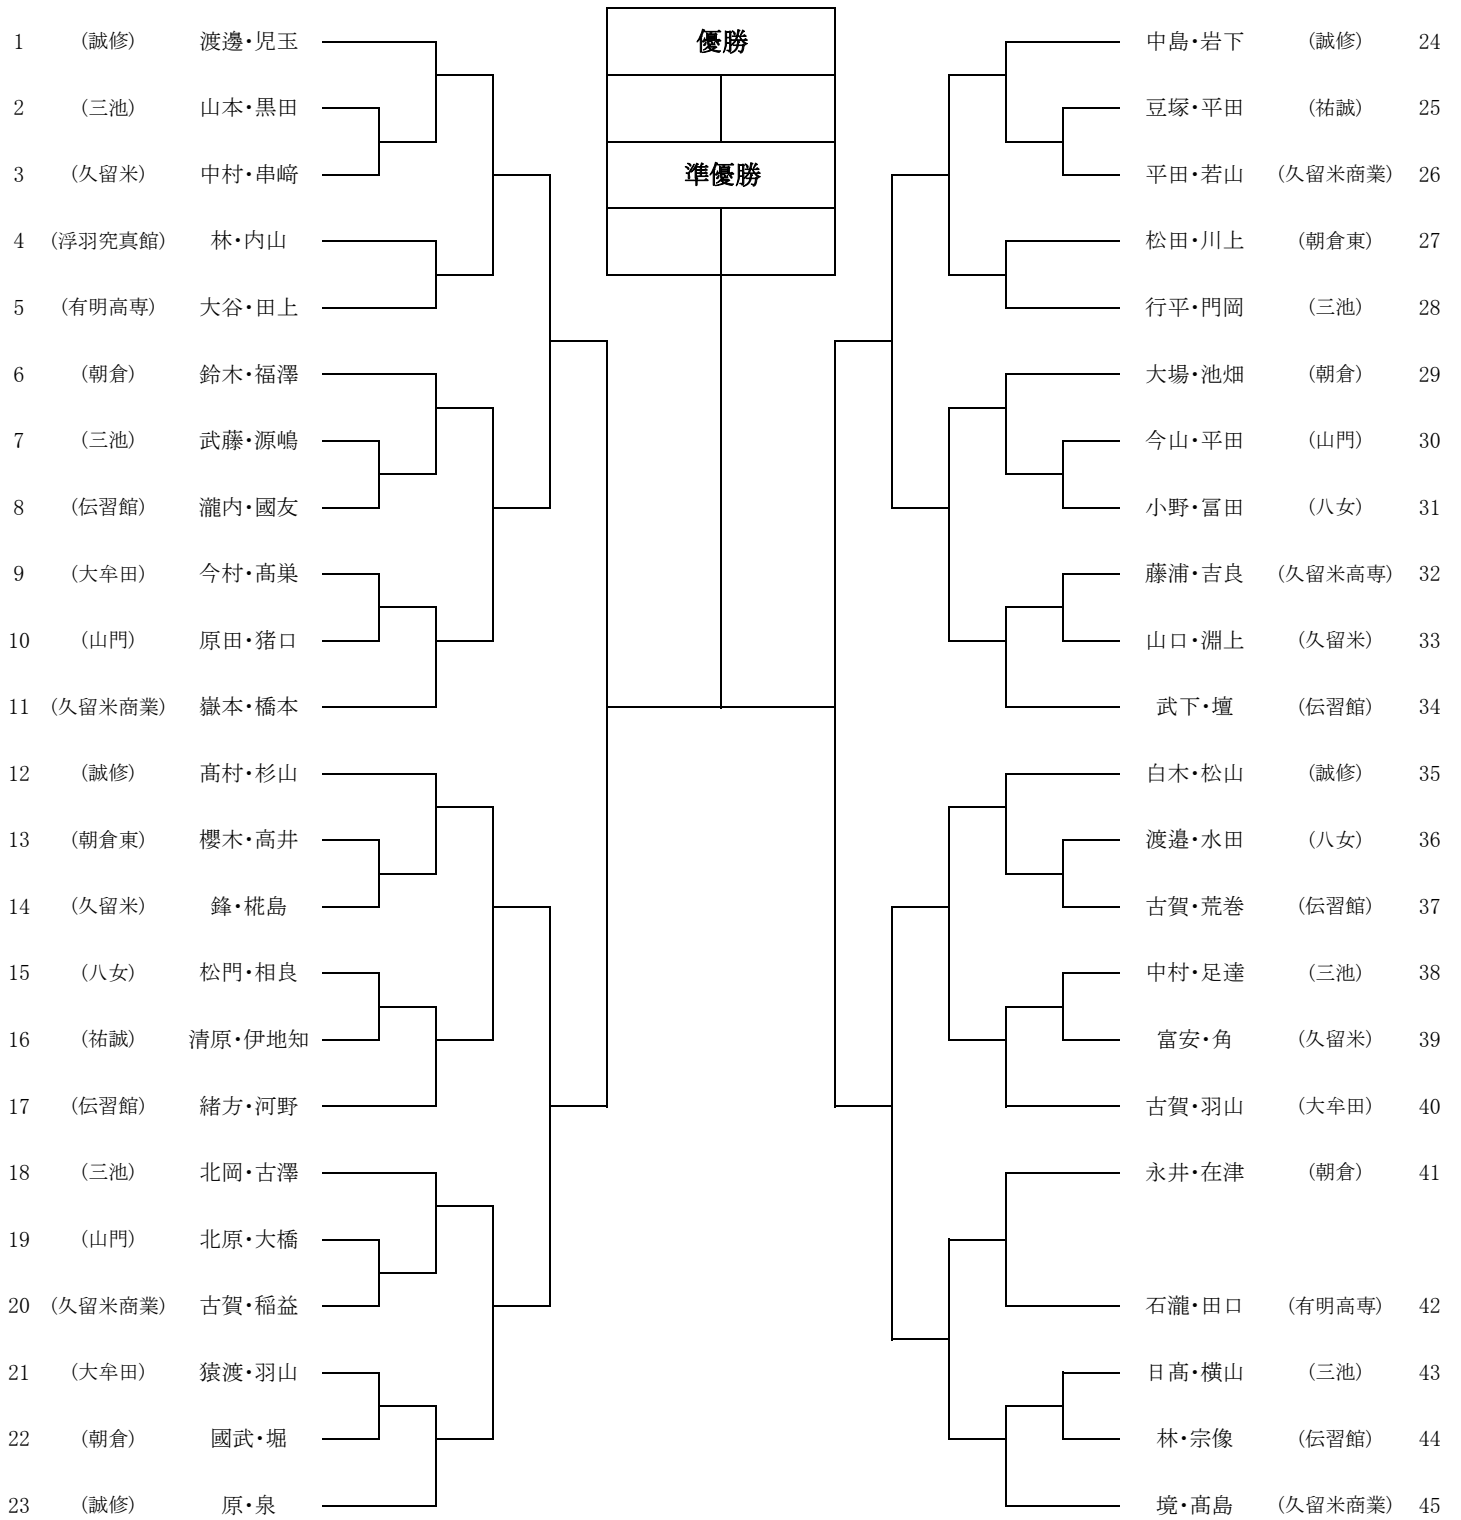 優勝
準優勝
1 (誠修) 渡邊・児玉
2 (三池) 山本・黒田
3 (久留米) 中村・串﨑
4 (浮羽究真館) 林・内山
5 (有明高専) 大谷・田上
6 (朝倉) 鈴木・福澤
7 (三池) 武藤・源嶋
8 (伝習館) 瀧内・國友
9 (大牟田) 今村・髙巣
10 (山門) 原田・猪口
11 (久留米商業) 嶽本・橋本
12 (誠修) 髙村・杉山
13 (朝倉東) 櫻木・高井
14 (久留米) 鋒・椛島
15 (八女) 松門・相良
16 (祐誠) 清原・伊地知
17 (伝習館) 緒方・河野
18 (三池) 北岡・古澤
19 (山門) 北原・大橋
20 (久留米商業) 古賀・稲益
21 (大牟田) 猿渡・羽山
22 (朝倉) 國武・堀
23 (誠修) 原・泉
中島・岩下 (誠修) 24
豆塚・平田 (祐誠) 25
平田・若山 (久留米商業) 26
松田・川上 (朝倉東) 27
行平・門岡 (三池) 28
大場・池畑 (朝倉) 29
今山・平田 (山門) 30
小野・冨田 (八女) 31
藤浦・吉良 (久留米高専) 32
山口・淵上 (久留米) 33
武下・壇 (伝習館) 34
白木・松山 (誠修) 35
渡邉・水田 (八女) 36
古賀・荒巻 (伝習館) 37
中村・足達 (三池) 38
富安・角 (久留米) 39
古賀・羽山 (大牟田) 40
永井・在津 (朝倉) 41
石瀧・田口 (有明高専) 42
日髙・横山 (三池) 43
林・宗像 (伝習館) 44
境・髙島 (久留米商業) 45